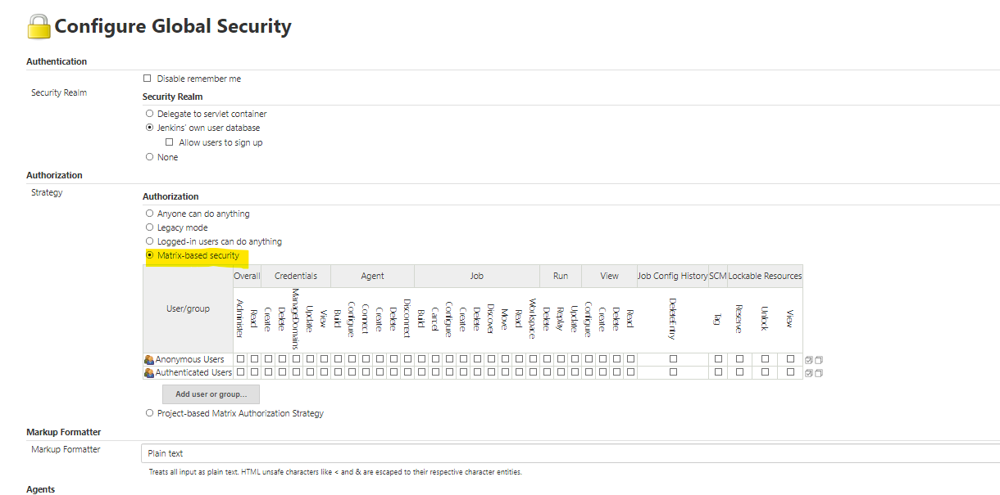 Configure Global Security
Authentication
Disable remember me
Security Realm
Security Realm
Delegate to servlet container
Jenkins' own user database
Allow users to sign up
None
Authorization
Strategy
Authorization
Anyone can do anything
Legacy mode
Logged-in users can do anything
Matrix-based security
User/group Overall Credentials Agent Job Run View Job Config History SCM Lockable Resources
Administer Read Create Delete ManageDomains Update View Build Configure Connect Create Delete Disconnect Build Cancel Configure Create Delete Discover Move Read Workspace Delete Replay Update Configure Create Delete Read DeleteEntry Tag Reserve Unlock View
Anonymous Users
Authenticated Users
Add user or group...
Project-based Matrix Authorization Strategy
Markup Formatter
Markup Formatter Plain text
Treats all input as plain text. HTML unsafe characters like < and & are escaped to their respective character entities.
Agents